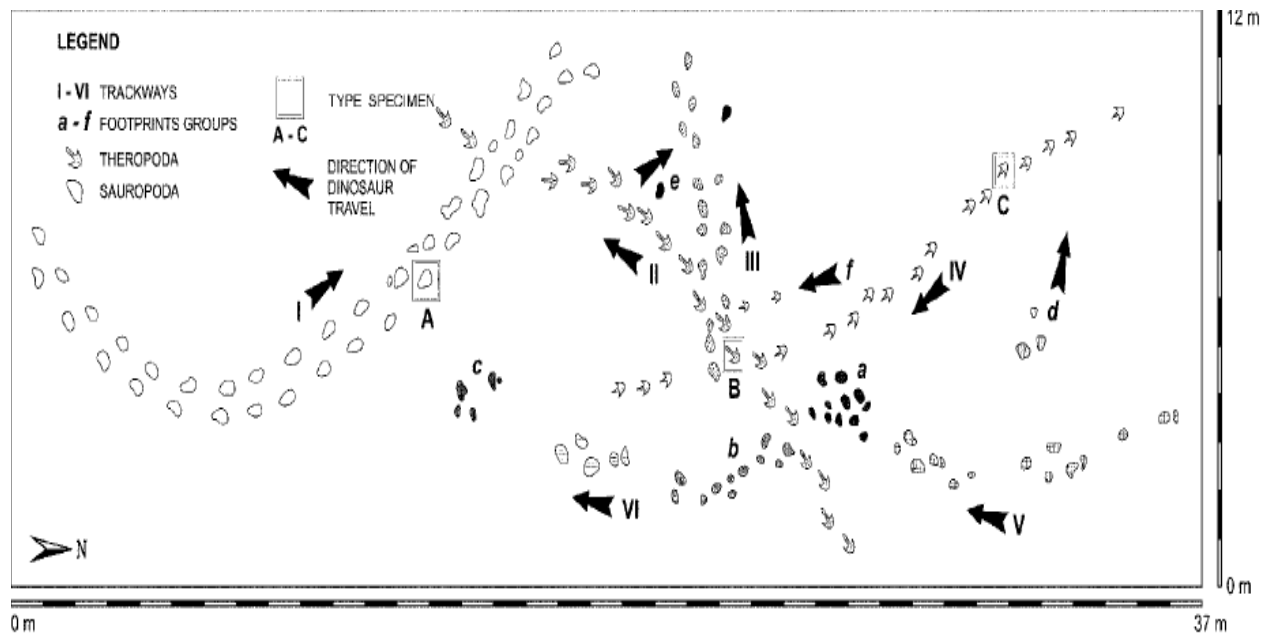 LEGEND
I - VI TRACKWAYS
a - f FOOTPRINTS GROUPS
THEROPODA
SAUROPODA
TYPE SPECIMEN
A - C
DIRECTION OF
DINOSAUR
TRAVEL
12 m
e
C
III
II
f
IV
I
d
A
B
c
a
b
VI
V
N
0 m
0 m
37 m